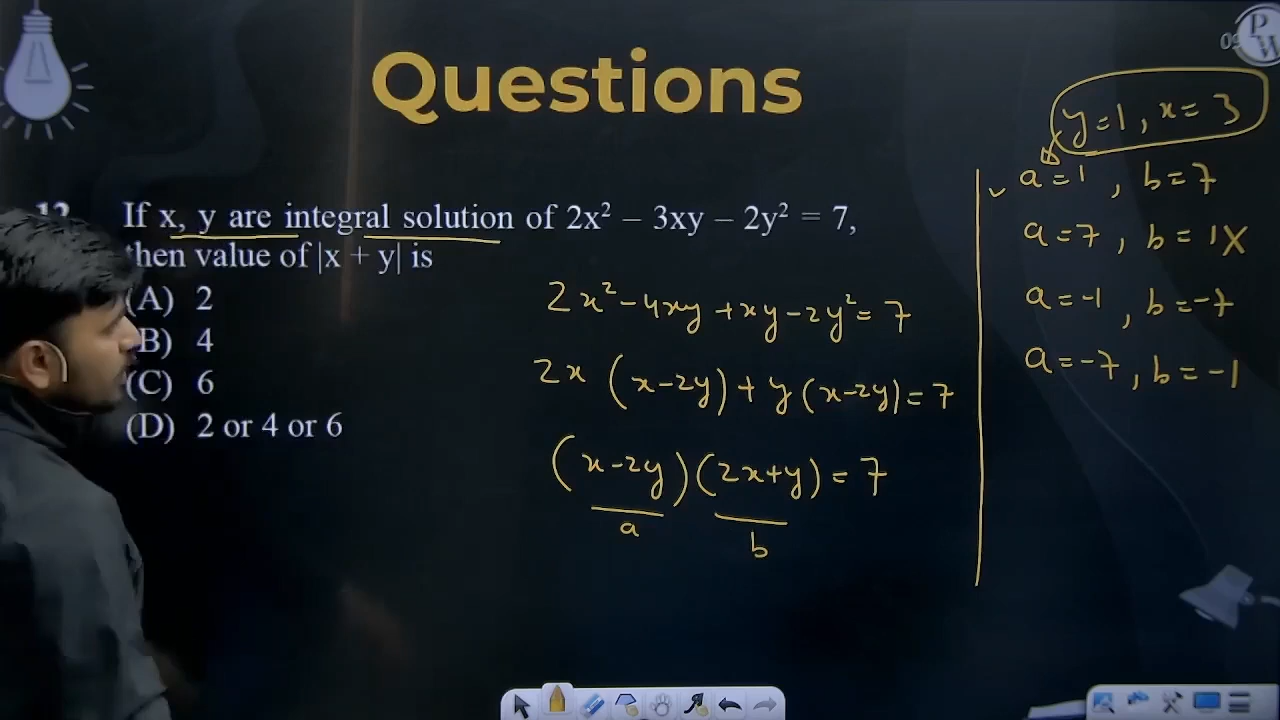 Questions
PW
If x, y are integral solution of 2x² – 3xy – 2y² = 7,
then value of |x + y| is
(A) 2
(B) 4
(C) 6
(D) 2 or 4 or 6
2x² - 4xy + xy - 2y² = 7
2x (x-2y) + y (x-2y) = 7
(x-2y)(2x+y) = 7
a
b
y = 1, x = 3
a = 1, b = 7
a = 7, b = 1 X
a = -1, b = -7
a = -7, b = -1